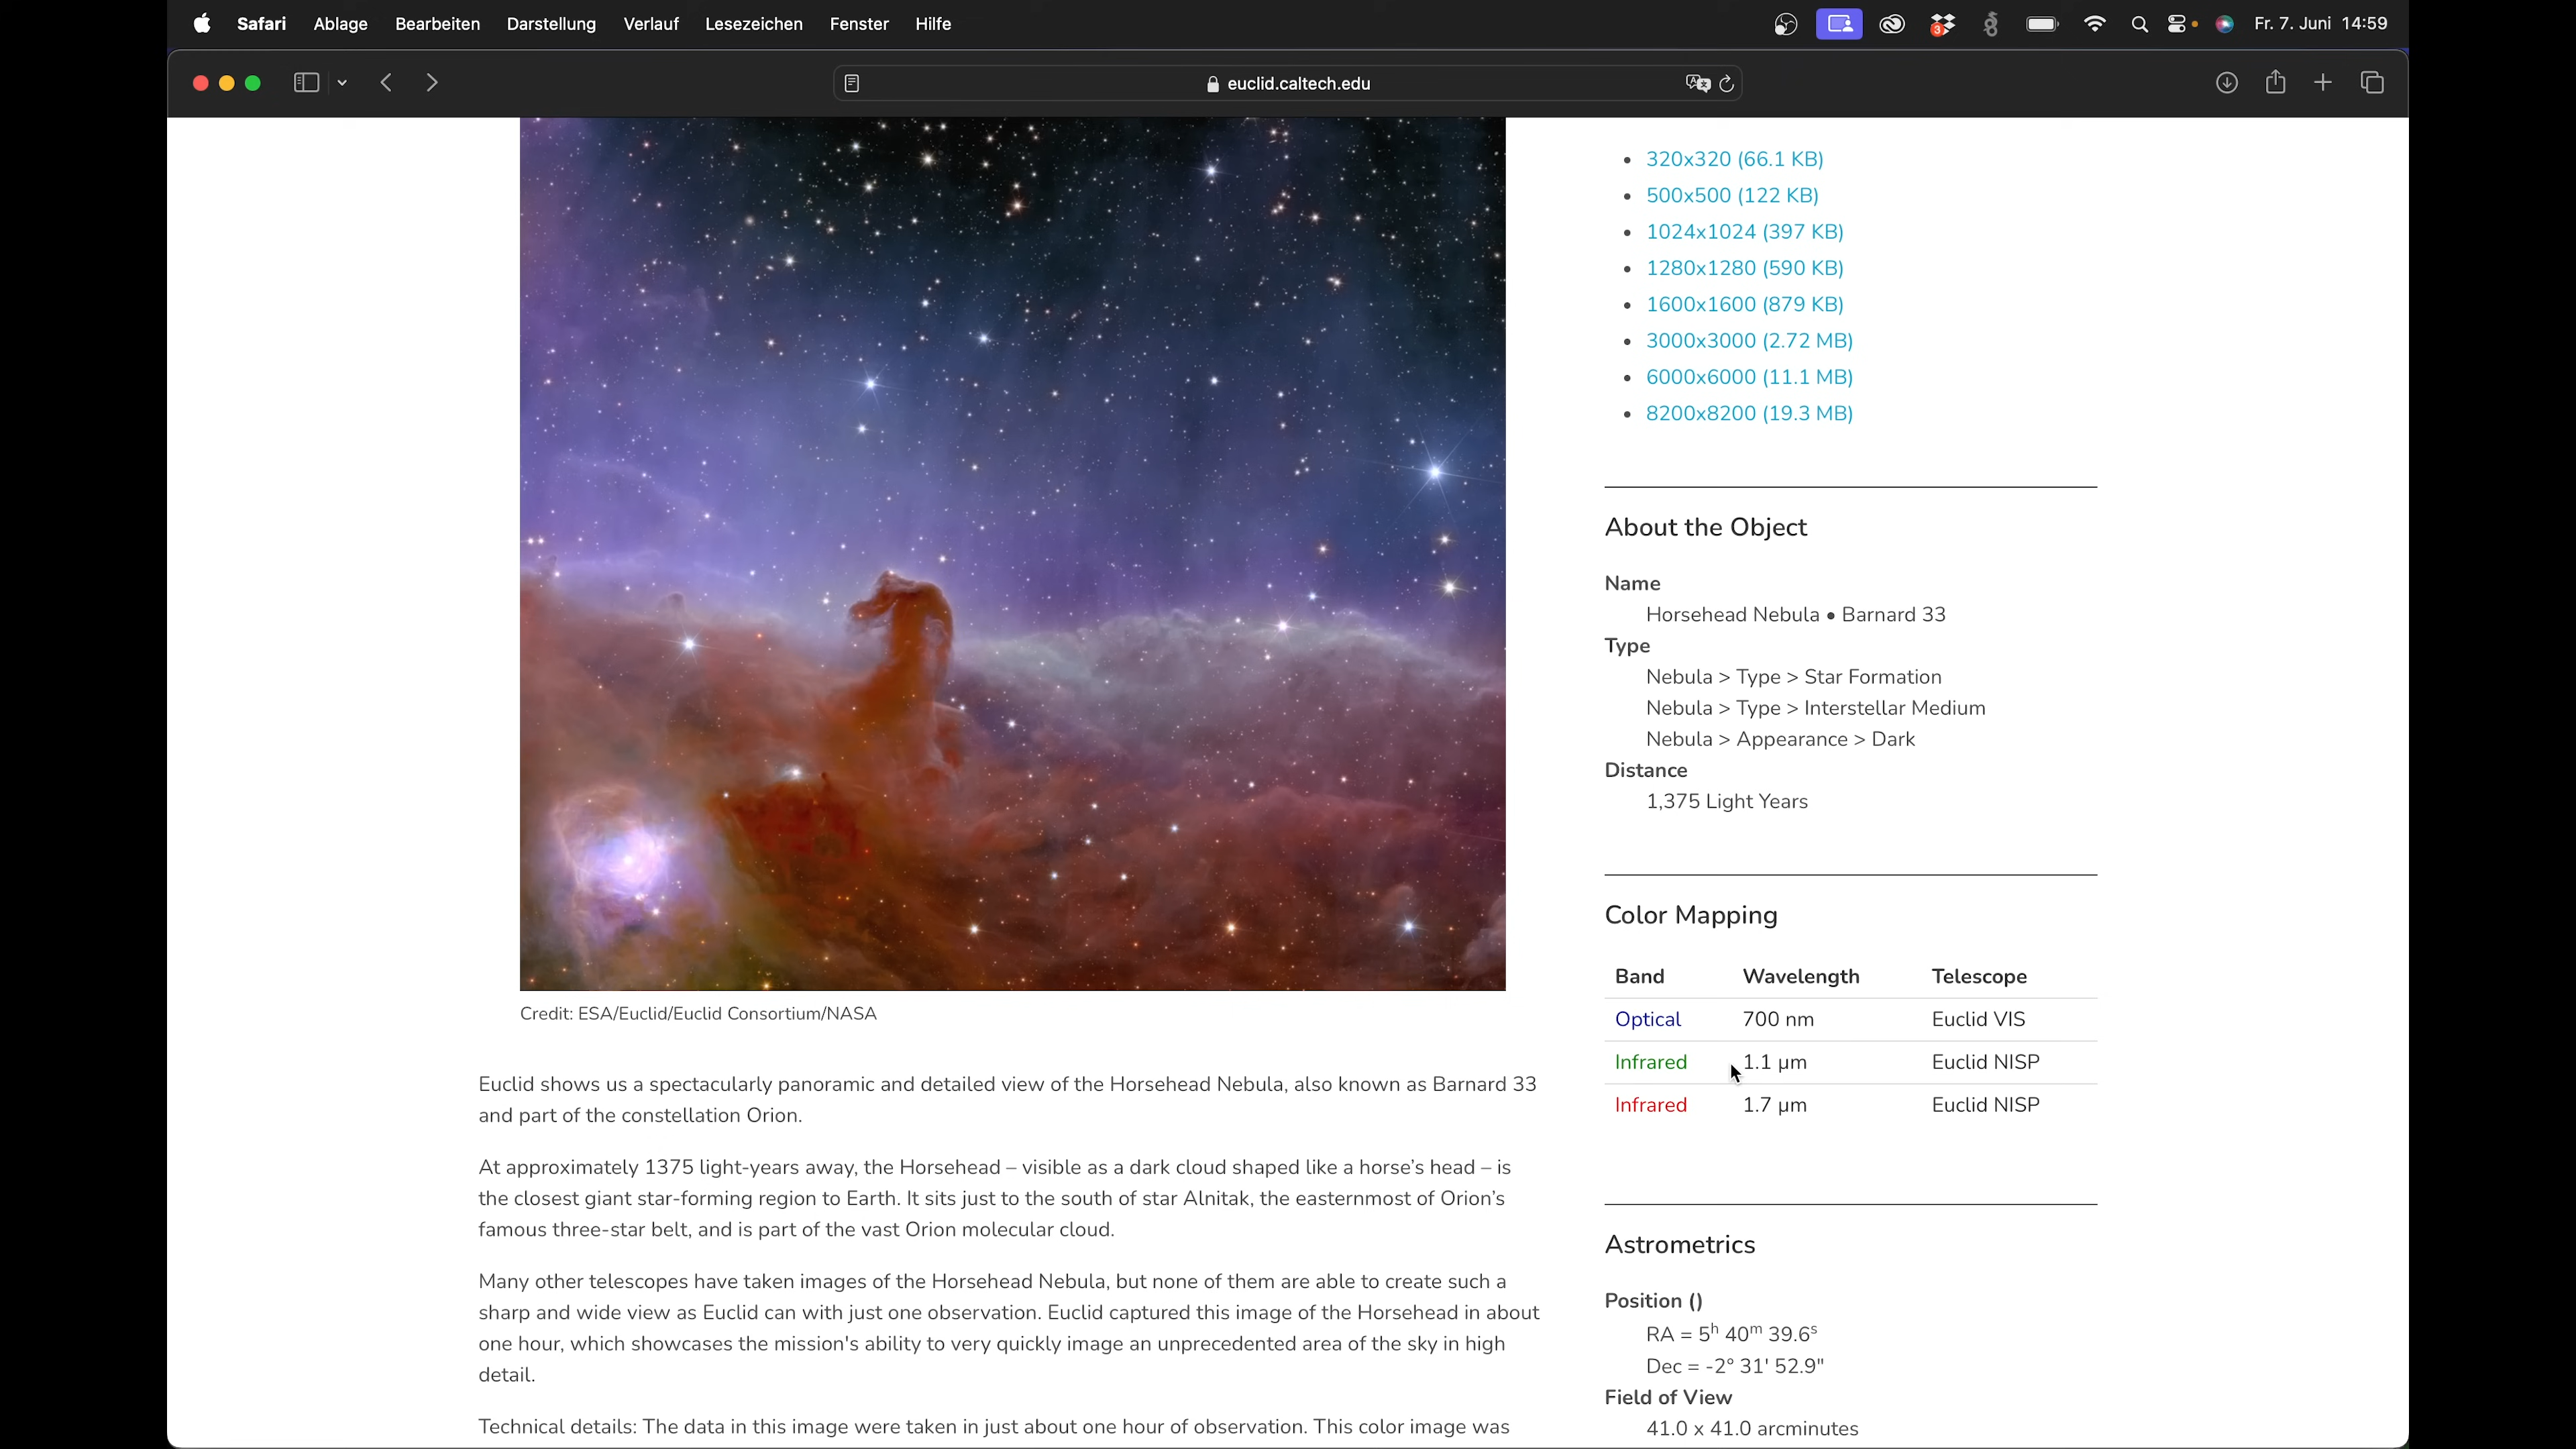 Safari Ablage Bearbeiten Darstellung Verlauf Lesezeichen Fenster Hilfe
3
Fr. 7. Juni 14:59
euclid.caltech.edu
320x320 (66.1 KB)
500x500 (122 KB)
1024x1024 (397 KB)
1280x1280 (590 KB)
1600x1600 (879 KB)
3000x3000 (2.72 MB)
6000x6000 (11.1 MB)
8200x8200 (19.3 MB)
About the Object
Name
Horsehead Nebula • Barnard 33
Type
Nebula > Type > Star Formation
Nebula > Type > Interstellar Medium
Nebula > Appearance > Dark
Distance
1,375 Light Years
Color Mapping
Band Wavelength Telescope
Optical 700 nm Euclid VIS
Infrared 1.1 µm Euclid NISP
Infrared 1.7 µm Euclid NISP
Astrometrics
Position ()
RA = 5h 40m 39.6s
Dec = -2° 31' 52.9"
Field of View
41.0 x 41.0 arcminutes
Credit: ESA/Euclid/Euclid Consortium/NASA
Euclid shows us a spectacularly panoramic and detailed view of the Horsehead Nebula, also known as Barnard 33
and part of the constellation Orion.
At approximately 1375 light-years away, the Horsehead – visible as a dark cloud shaped like a horse’s head – is
the closest giant star-forming region to Earth. It sits just to the south of star Alnitak, the easternmost of Orion’s
famous three-star belt, and is part of the vast Orion molecular cloud.
Many other telescopes have taken images of the Horsehead Nebula, but none of them are able to create such a
sharp and wide view as Euclid can with just one observation. Euclid captured this image of the Horsehead in about
one hour, which showcases the mission's ability to very quickly image an unprecedented area of the sky in high
detail.
Technical details: The data in this image were taken in just about one hour of observation. This color image was